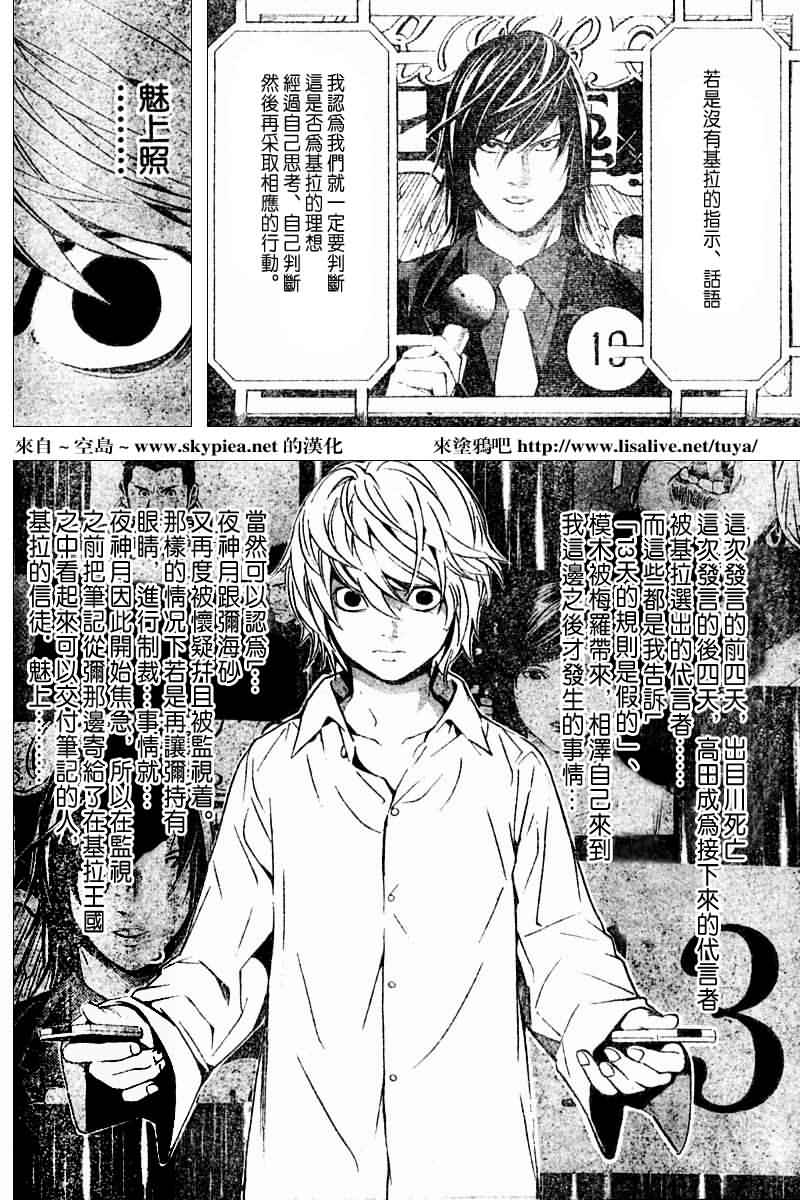 若是沒有基拉的指示、話語
我認為我們就一定要判斷
這是否為基拉的理想
經過自己思考、自己判斷
然後再采取相應的行動。
10
魅上照
………
來自~空島~www.skypiea.net 的漢化
來塗鴉吧 http://www.lisalive.net/tuya/
這次發言的前四天，出目川死亡
這次發言的後四天，高田成為接下來的代言者
被基拉選出的代言者……
而這些都是我告訴
「13天的規則是假的」、
模木被梅羅帶來，相澤自己來到
我這邊之後才發生的事情…
3
當然可以認為「…
夜神月跟彌海砂
又再度被懷疑并且被監視着。
那樣的情況下若是再讓彌持有
眼睛，進行制裁…事情就…
夜神月因此開始焦急，所以在監視
之前把筆記從彌那邊寄給了在基拉王國
之中看起來可以交付筆記的人，
基拉的信徒，魅上……